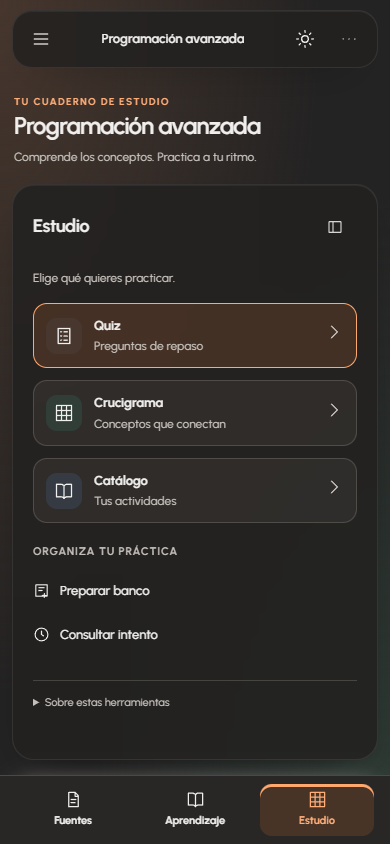 Programación avanzada
TU CUADERNO DE ESTUDIO
Programación avanzada
Comprende los conceptos. Practica a tu ritmo.
Estudio
Elige qué quieres practicar.
Quiz
Preguntas de repaso
Crucigrama
Conceptos que conectan
Catálogo
Tus actividades
ORGANIZA TU PRÁCTICA
Preparar banco
Consultar intento
Sobre estas herramientas
Fuentes
Aprendizaje
Estudio